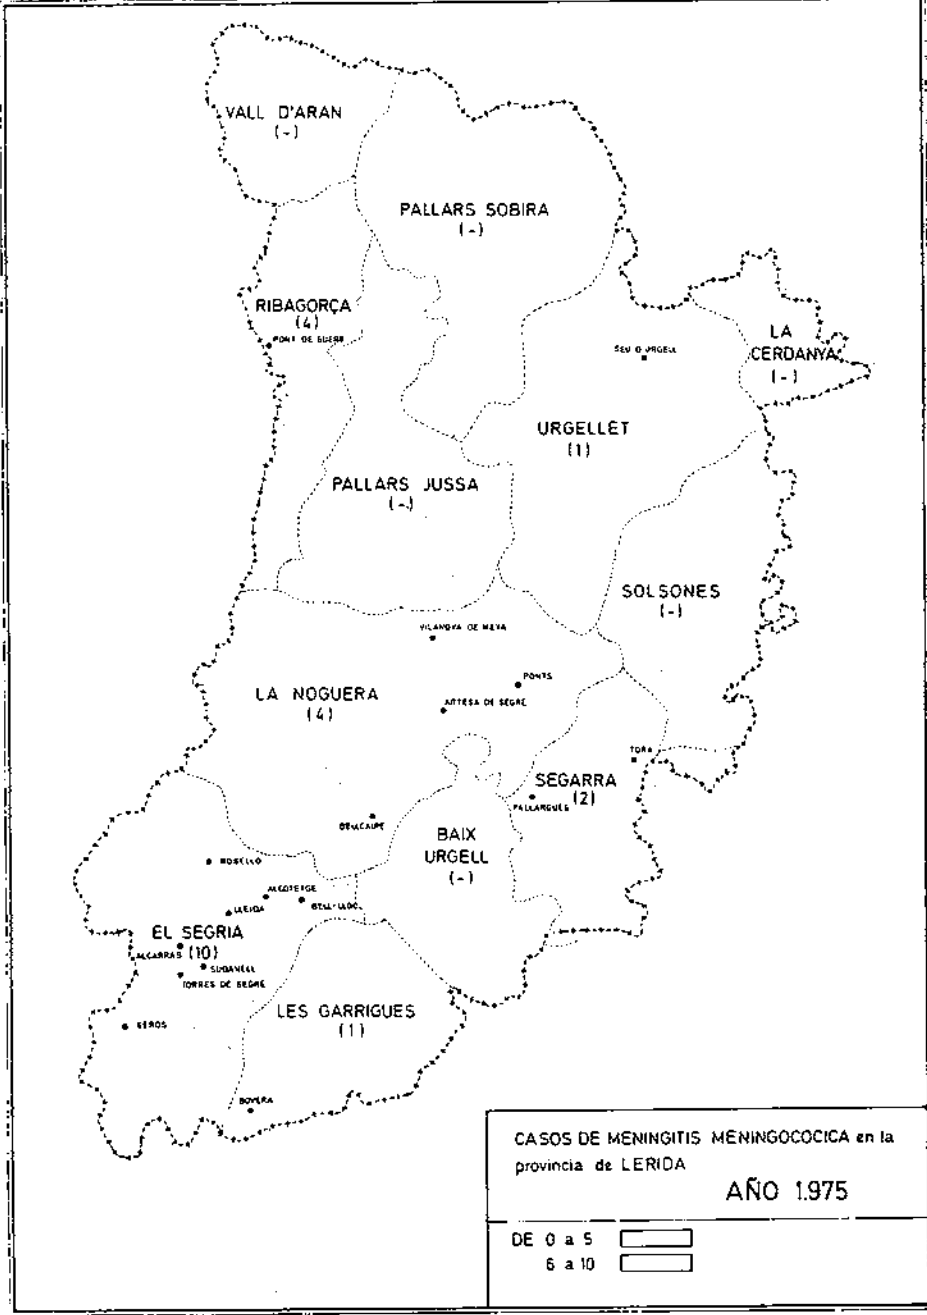 VALL D'ARAN
(-)
PALLARS SOBIRA
(-)
RIBAGORÇA
(4)
PONT DE SUERT
LA
CERDANYA
(-)
SEU D'URGELL
URGELLET
(1)
PALLARS JUSSA
(-)
SOLSONES
(-)
VILANOVA DE MEYA
PONTS
LA NOGUERA
(4)
ARTESA DE SEGRE
TORA
SEGARRA
(2)
PALLARGUES
BELLCAIRE
BAIX
URGELL
(-)
ROSELLO
ALCOTETGE
BELL-LLOC
LLEIDA
EL SEGRIA
(10)
ALCARRAS
SUDANELL
TORRES DE SEGRE
LES GARRIGUES
(1)
SEROS
BOVERA
CASOS DE MENINGITIS MENINGOCOCICA en la
provincia de LERIDA
AÑO 1.975
DE 0 a 5
6 a 10